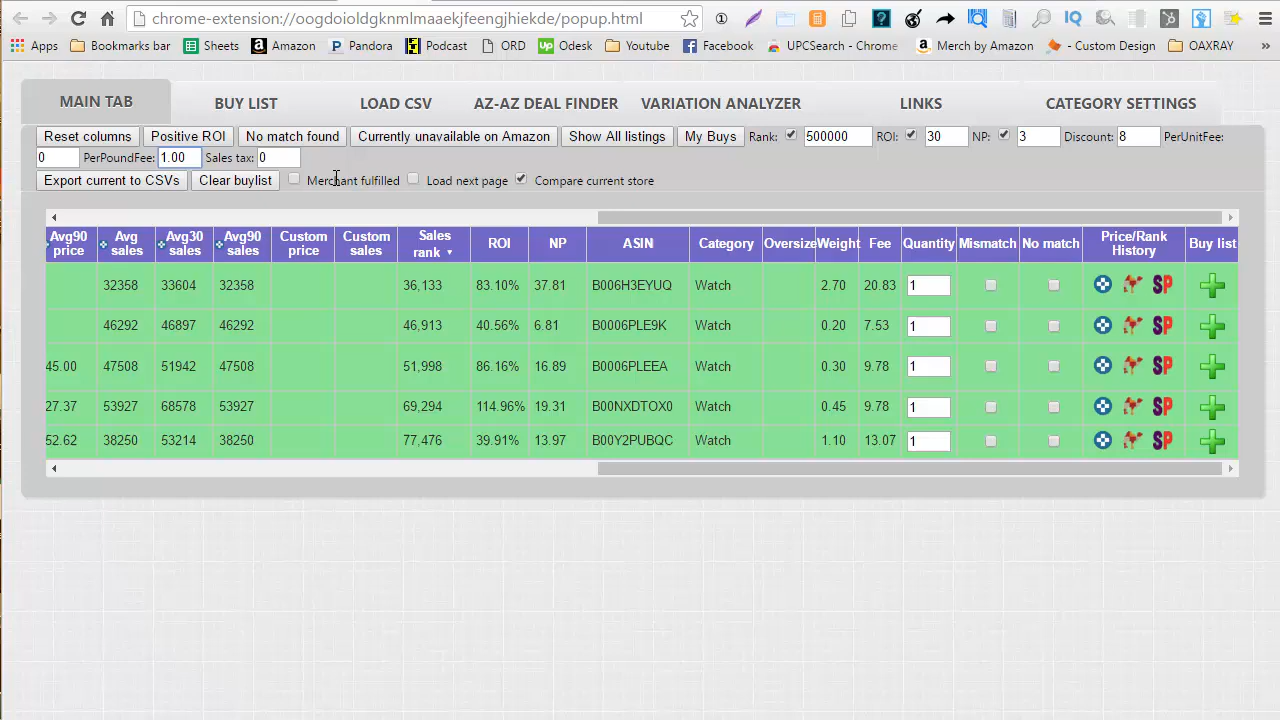 chrome-extension://oogdojoldgknmlmaaekjfeengjhiekde/popup.html
Apps Bookmarks bar Sheets Amazon Pandora Podkst ORD Odesk Youtube Facebook UPCSearch - Chrome Merch by Amazon - Custom Design OAXRAY »
MAIN TAB BUY LIST LOAD CSV AZ-AZ DEAL FINDER VARIATION ANALYZER LINKS CATEGORY SETTINGS
Reset columns Positive ROI No match found Currently unavailable on Amazon Show All listings My Buys Rank: 500000 ROI: 30 NP: 3 Discount: 8 PerUnitFee:
0 PerPoundFee: 1.00 Sales tax: 0
Export current to CSVs Clear buylist Merchant fulfilled Load next page Compare current store
Avg90 price Avg sales Avg30 sales Avg90 sales Custom price Custom sales Sales rank ROI NP ASIN Category Oversize Weight Fee Quantity Mismatch No match Price/Rank History Buy list
32358 33604 32358 36,133 83.10% 37.81 B006H3EYUQ Watch 2.70 20.83 1 SP
46292 46897 46292 46,913 40.56% 6.81 B0006PLE9K Watch 0.20 7.53 1 SP
45.00 47508 51942 47508 51,998 86.16% 16.89 B0006PLEEA Watch 0.30 9.78 1 SP
27.37 53927 68578 53927 69,294 114.96% 19.31 B00NXDTOX0 Watch 0.45 9.78 1 SP
52.62 38250 53214 38250 77,476 39.91% 13.97 B00Y2PUBQC Watch 1.10 13.07 1 SP